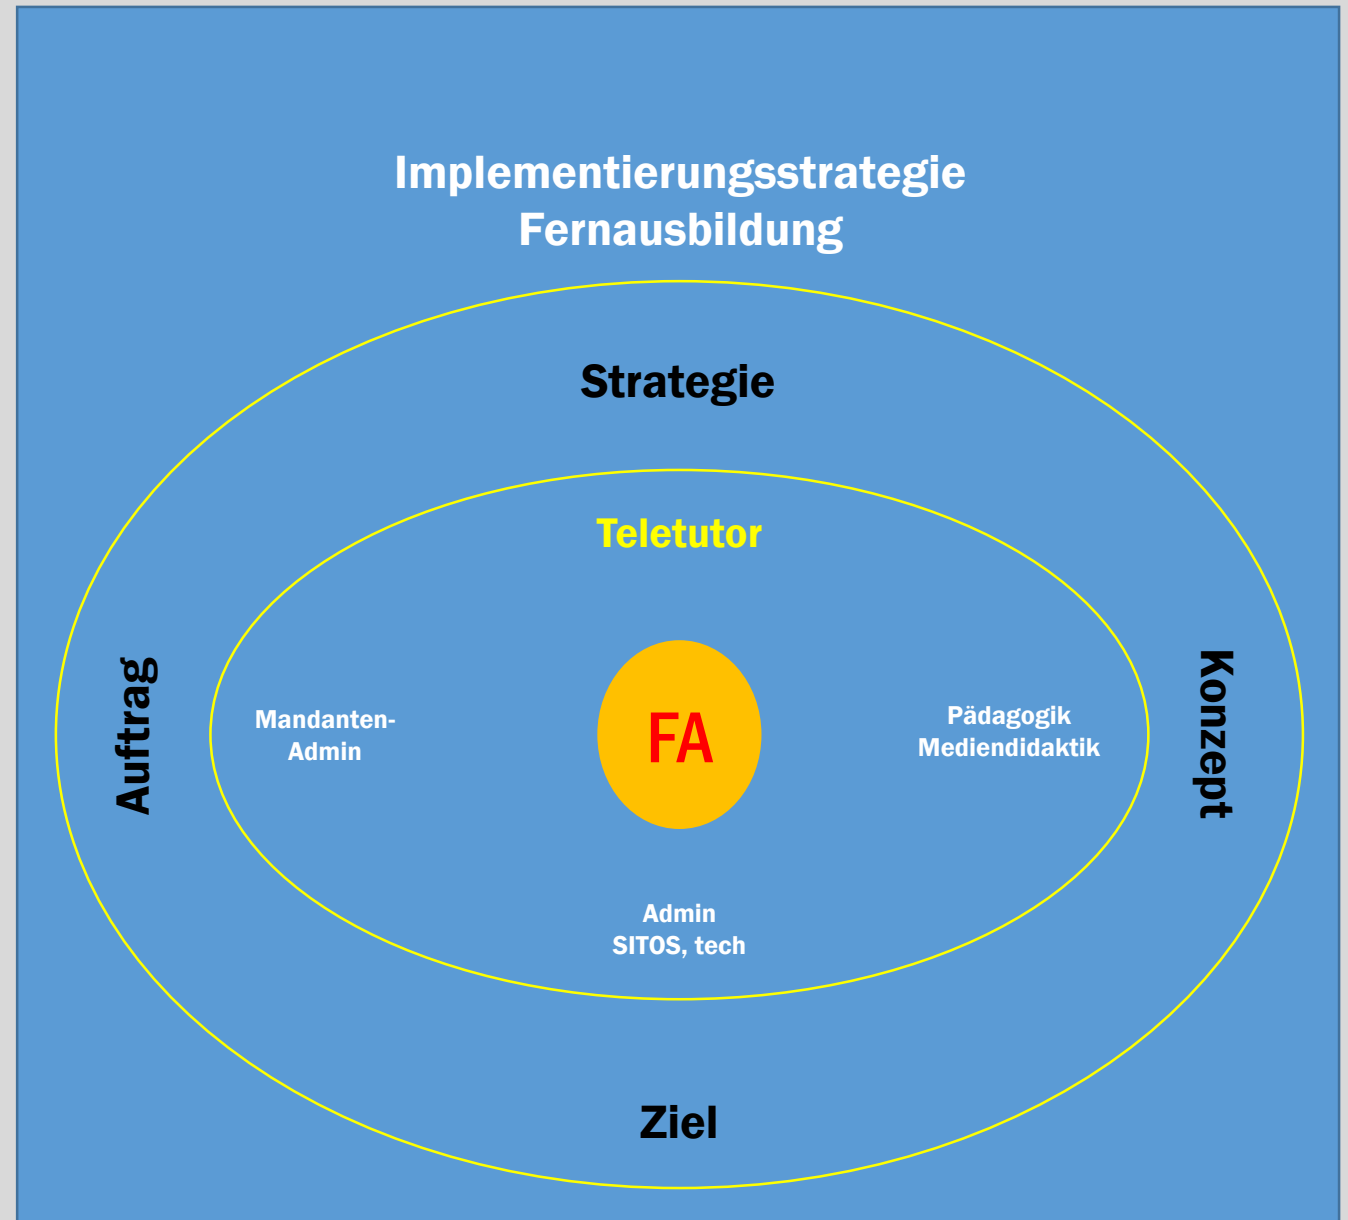 Implementierungsstrategie
Fernausbildung
Strategie
Teletutor
Auftrag
Mandanten-
Admin
FA
Pädagogik
Mediendidaktik
Konzept
Admin
SITOS, tech
Ziel